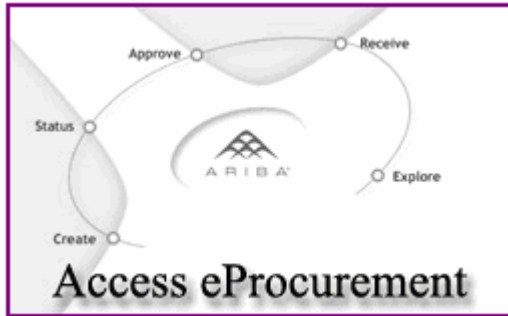 Approve
Receive
Status
ARIBA
Explore
Create
Access eProcurement